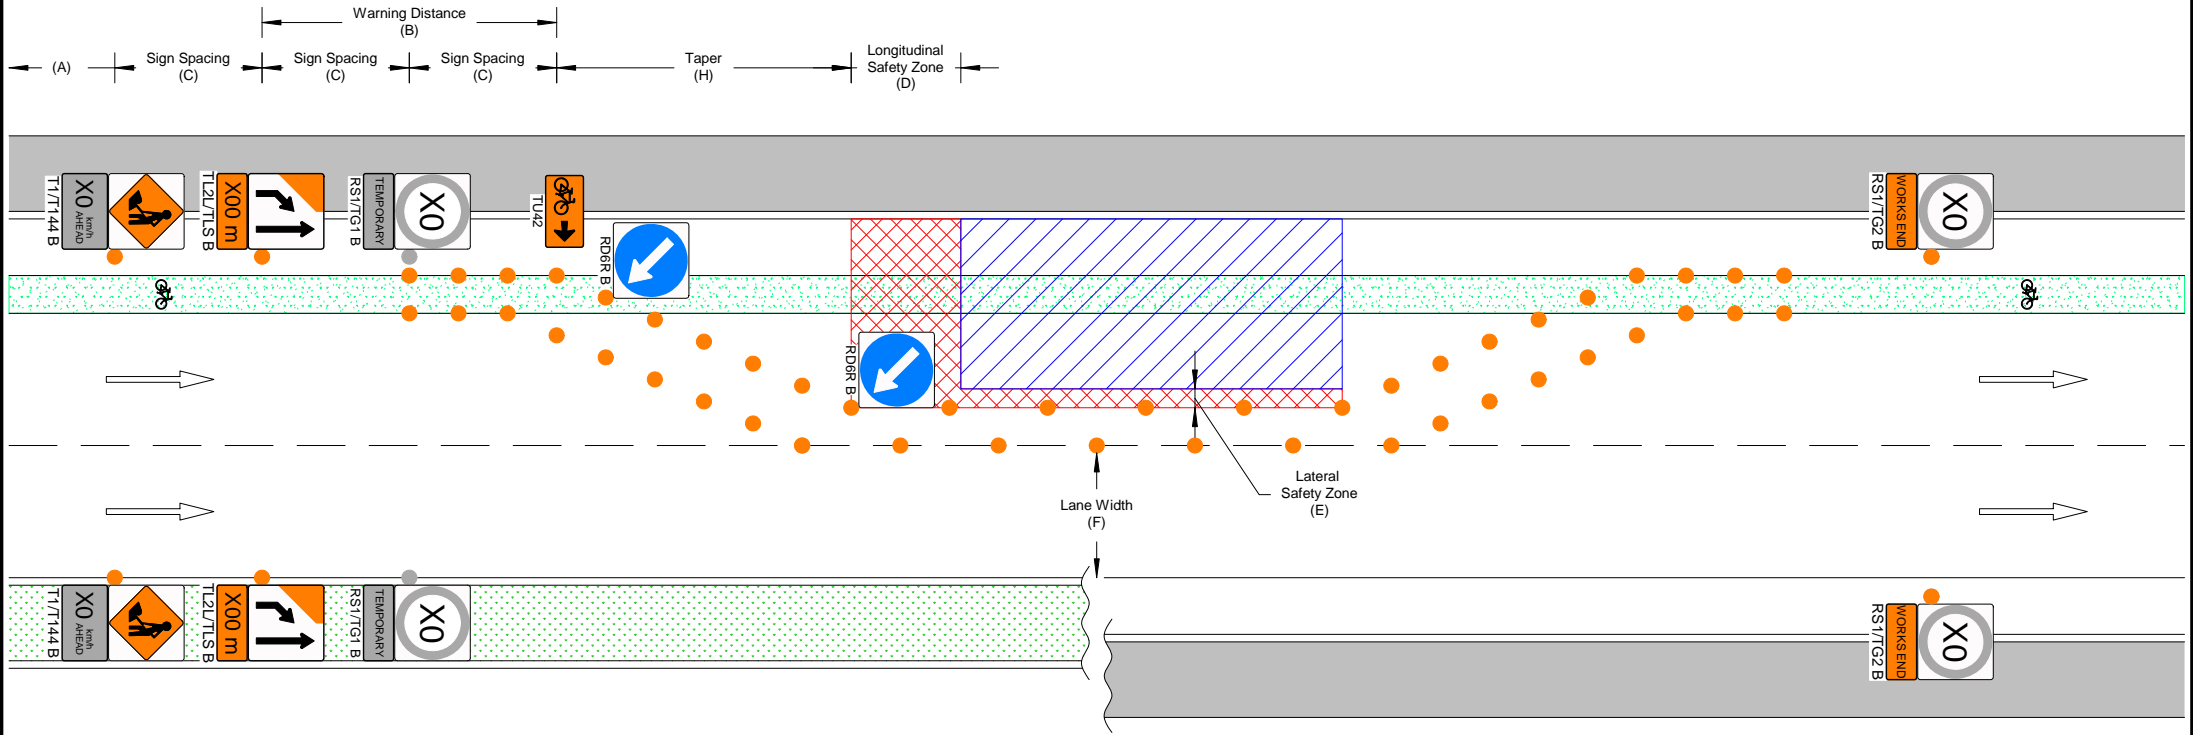 Warning Distance
(B)
(A)
Sign Spacing
(C)
Sign Spacing
(C)
Sign Spacing
(C)
Taper
(H)
Longitudinal
Safety Zone
(D)
X0 km/h
AHEAD
T1/T144 B
X00 m
TL2L/TLS B
TEMPORARY
X0
RS1/TG1 B
TU42
RD6R B
RD6R B
WORKS END
X0
RS1/TG2 B
Lane Width
(F)
Lateral
Safety Zone
(E)
X0 km/h
AHEAD
T1/T144 B
X00 m
TL2L/TLS B
TEMPORARY
X0
RS1/TG1 B
WORKS END
X0
RS1/TG2 B